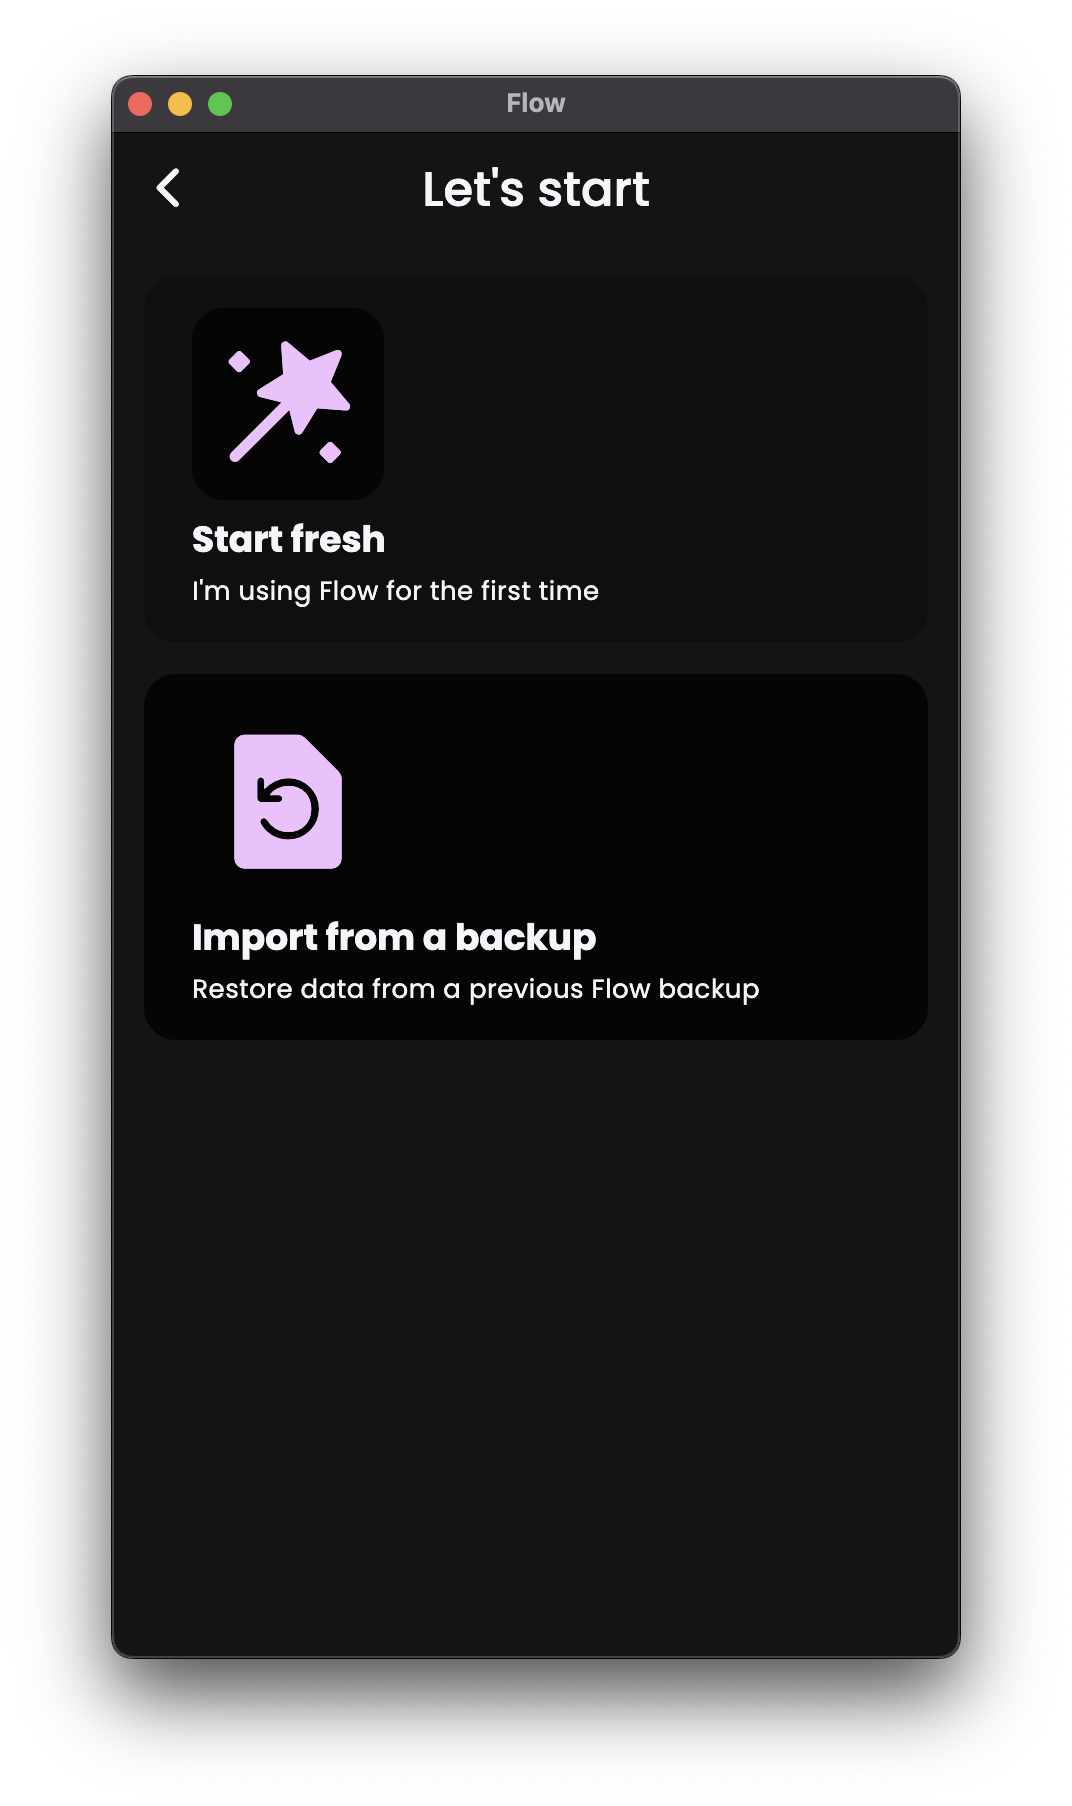 Flow
Let's start
Start fresh
I'm using Flow for the first time
Import from a backup
Restore data from a previous Flow backup